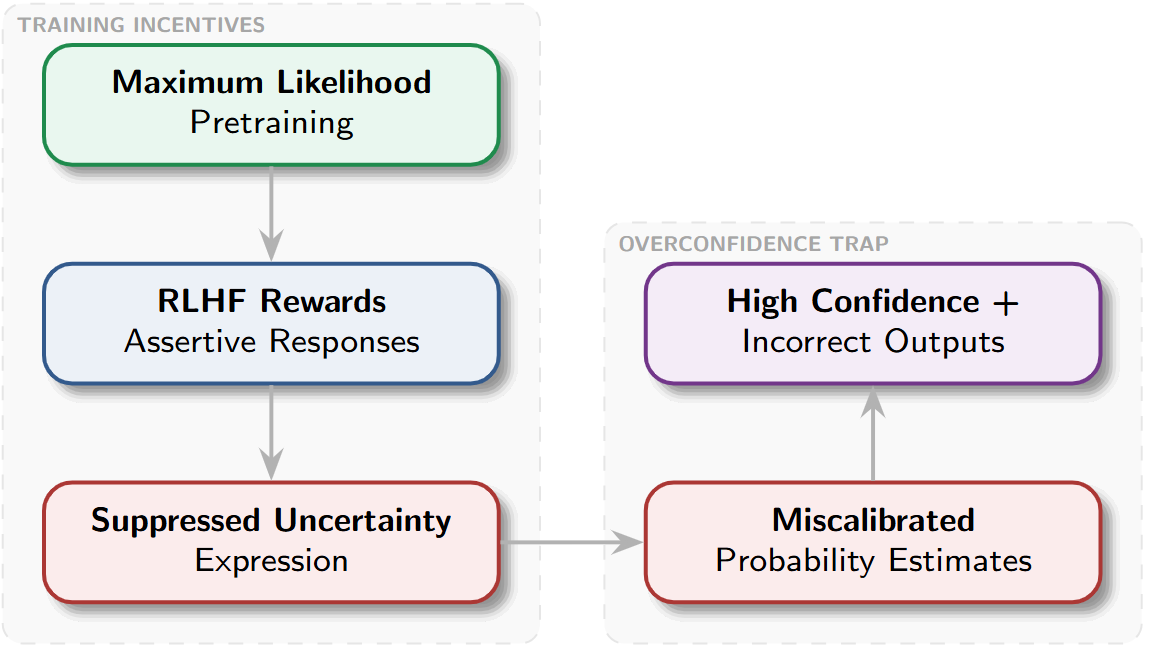 TRAINING INCENTIVES
Maximum Likelihood
Pretraining
RLHF Rewards
Assertive Responses
Suppressed Uncertainty
Expression
OVERCONFIDENCE TRAP
High Confidence +
Incorrect Outputs
Miscalibrated
Probability Estimates